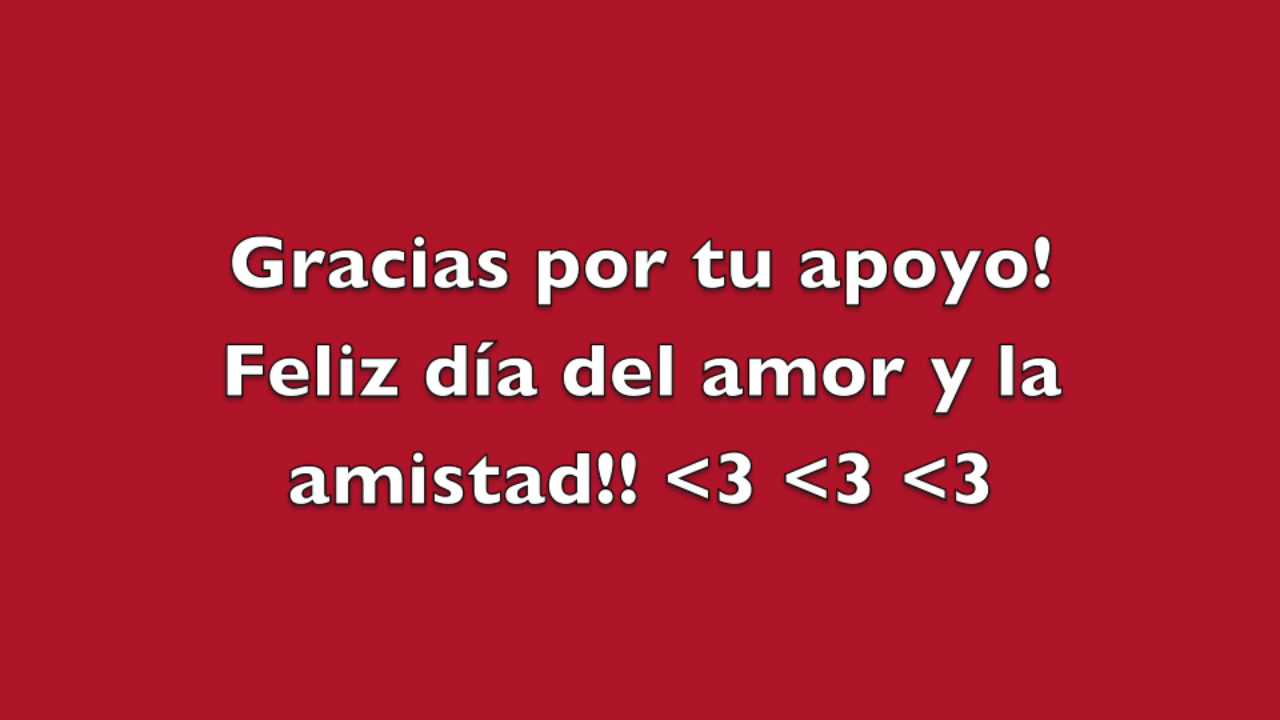 Gracias por tu apoyo!
Feliz día del amor y la
amistad!! <3 <3 <3